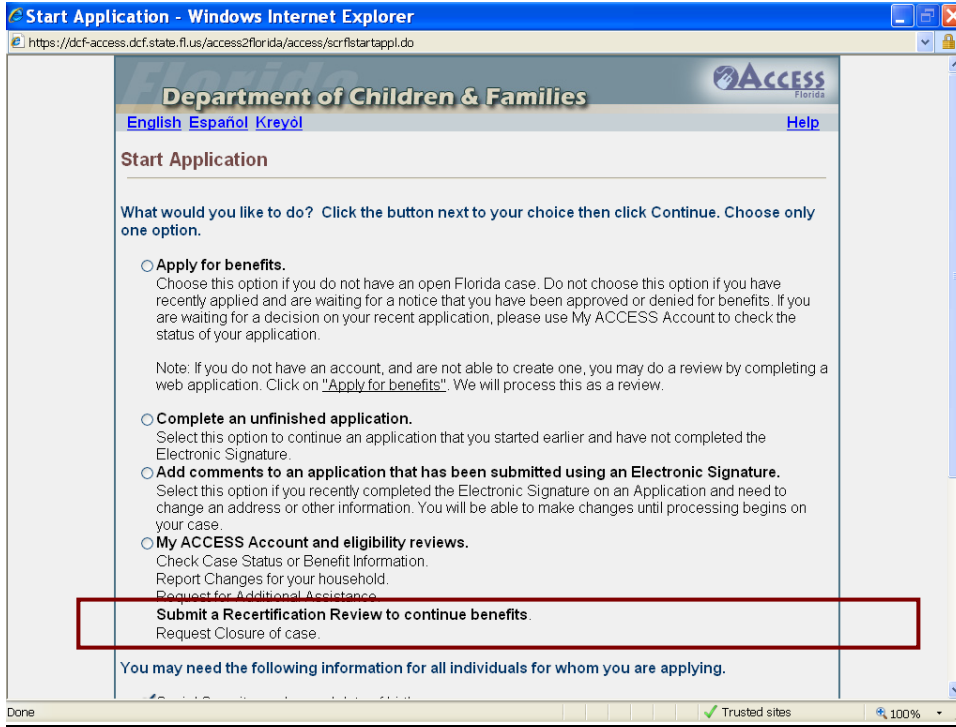 Start Application - Windows Internet Explorer
https://dcf-access.dcf.state.fl.us/access2florida/access/scrflstartappl.do
Florida
Department of Children & Families
ACCESS
Florida
English Español Kreyòl
Help
Start Application
What would you like to do? Click the button next to your choice then click Continue. Choose only
one option.
Apply for benefits.
Choose this option if you do not have an open Florida case. Do not choose this option if you have
recently applied and are waiting for a notice that you have been approved or denied for benefits. If you
are waiting for a decision on your recent application, please use My ACCESS Account to check the
status of your application.
Note: If you do not have an account, and are not able to create one, you may do a review by completing a
web application. Click on "Apply for benefits". We will process this as a review.
Complete an unfinished application.
Select this option to continue an application that you started earlier and have not completed the
Electronic Signature.
Add comments to an application that has been submitted using an Electronic Signature.
Select this option if you recently completed the Electronic Signature on an Application and need to
change an address or other information. You will be able to make changes until processing begins on
your case.
My ACCESS Account and eligibility reviews.
Check Case Status or Benefit Information.
Report Changes for your household.
Request for Additional Assistance.
Submit a Recertification Review to continue benefits.
Request Closure of case.
You may need the following information for all individuals for whom you are applying.
Done
Trusted sites
100%